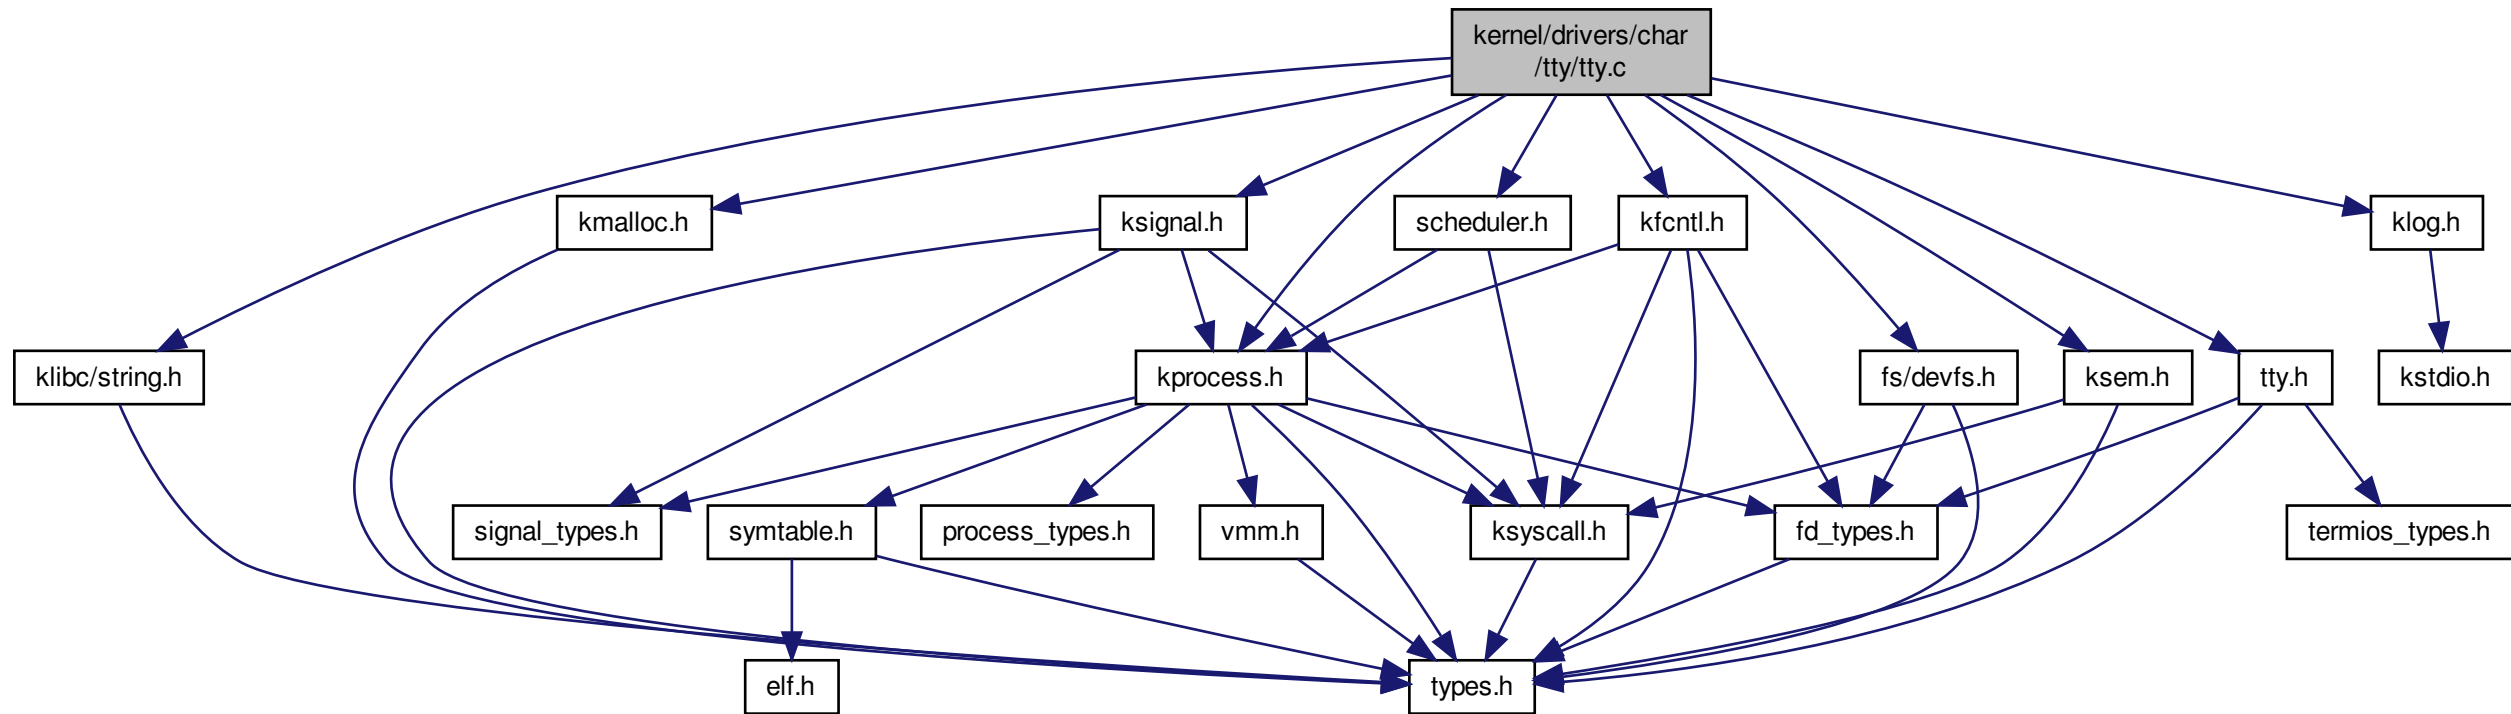 kernel/drivers/char
/tty/tty.c
kmalloc.h
ksignal.h
scheduler.h
kfcntl.h
klog.h
klibc/string.h
kprocess.h
fs/devfs.h
ksem.h
tty.h
kstdio.h
signal_types.h
symtable.h
process_types.h
vmm.h
ksyscall.h
fd_types.h
termios_types.h
elf.h
types.h